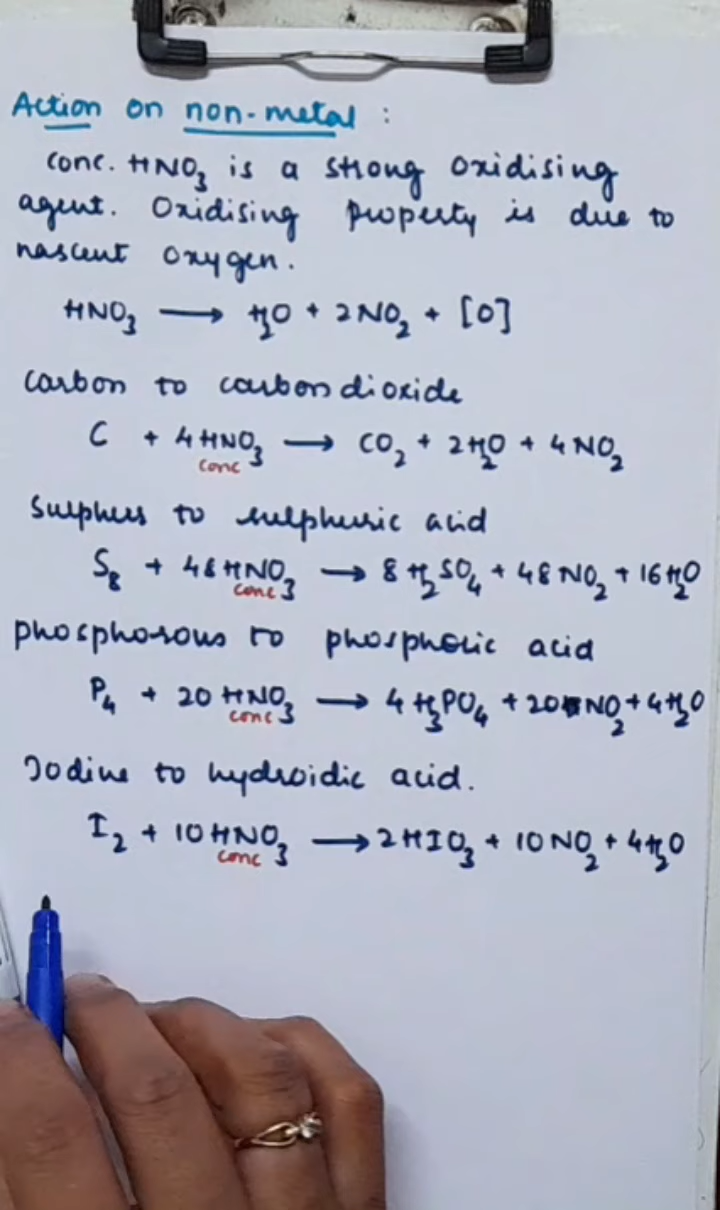 Action on non-metal :
conc. HNO₃ is a strong oxidising
agent. Oxidising property is due to
nascent oxygen.
HNO₃ ⟶ H₂O + 2NO₂ + [O]
Carbon to carbondioxide
C + 4HNO₃ ⟶ CO₂ + 2H₂O + 4NO₂
conc
Sulphur to sulphuric acid
S₈ + 48HNO₃ ⟶ 8H₂SO₄ + 48NO₂ + 16H₂O
conc
phosphorous to phosphoric acid
P₄ + 20HNO₃ ⟶ 4H₃PO₄ + 20NO₂ + 4H₂O
conc
Iodine to hydroidic acid.
I₂ + 10HNO₃ ⟶ 2HIO₃ + 10NO₂ + 4H₂O
conc